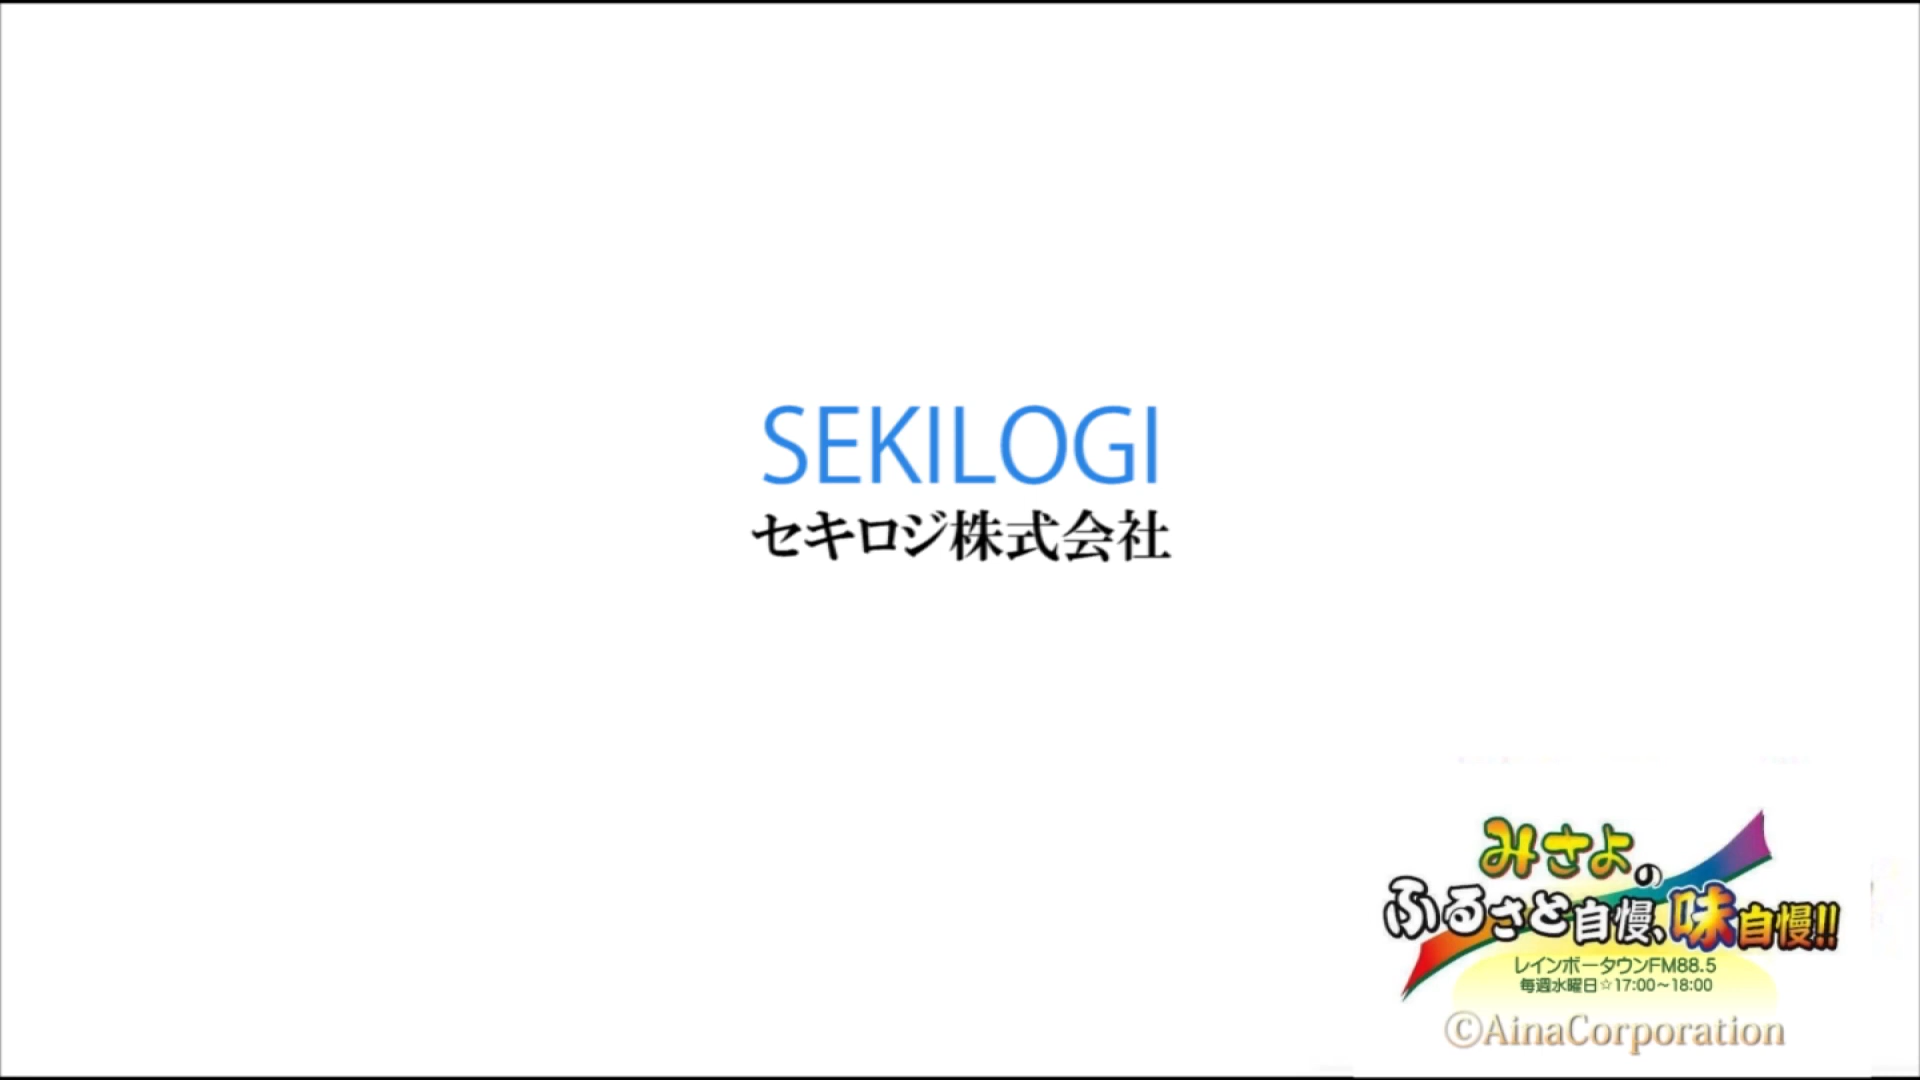 SEKILOGI
セキロジ株式会社
みさよの
ふるさと自慢、味自慢!!
レインボータウンFM88.5
毎週水曜日☆17:00～18:00
©AinaCorporation